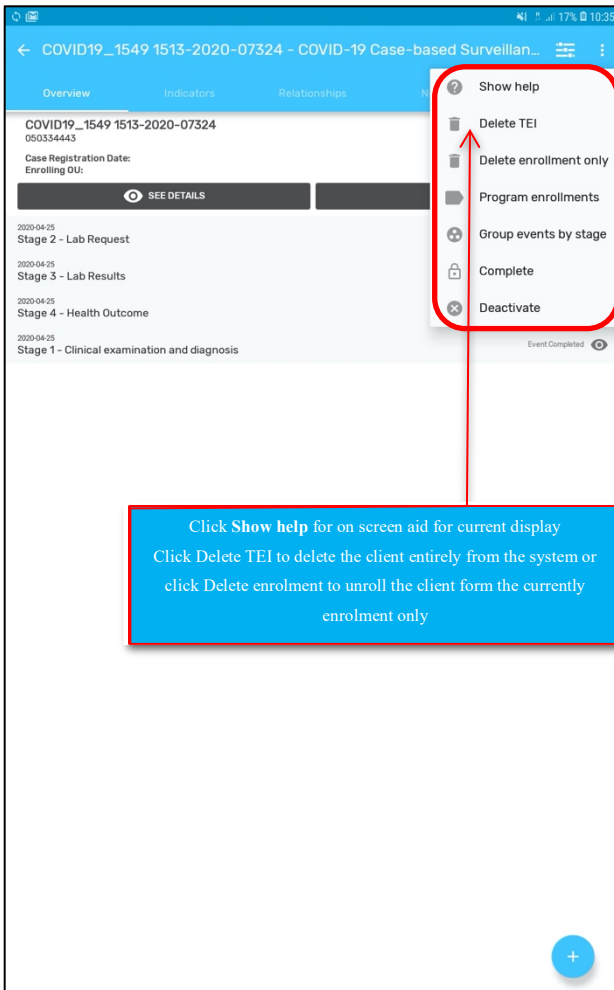 17% 10:35
COVID19_1549 1513-2020-07324 - COVID-19 Case-based Surveillan...
Overview Indicators Relationships N
Show help
Delete TEI
Delete enrollment only
Program enrollments
Group events by stage
Complete
Deactivate
COVID19_1549 1513-2020-07324
050334443
Case Registration Date:
Enrolling OU:
SEE DETAILS
2020-04-25
Stage 2 - Lab Request
2020-04-25
Stage 3 - Lab Results
2020-04-25
Stage 4 - Health Outcome
2020-04-25
Stage 1 - Clinical examination and diagnosis
Event Completed
Click Show help for on screen aid for current display
Click Delete TEI to delete the client entirely from the system or
click Delete enrolment to unroll the client form the currently
enrolment only